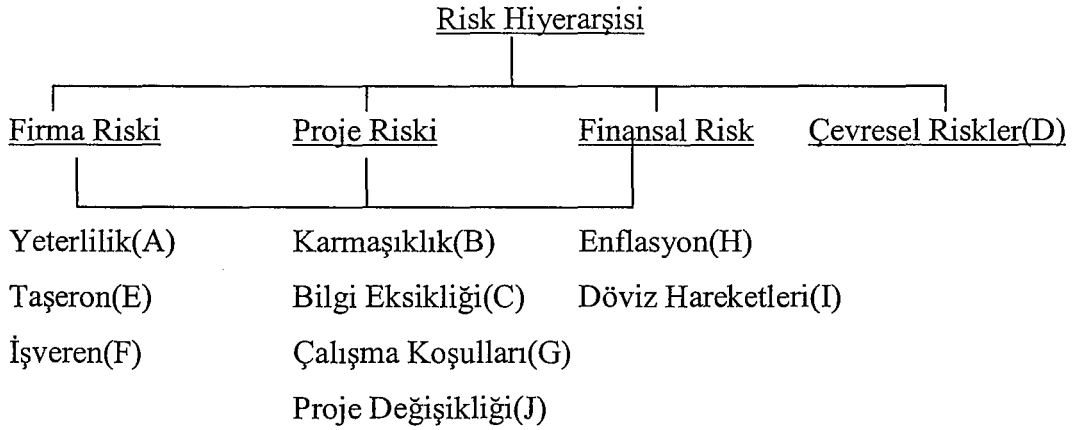 Risk Hiyerarşisi
Firma Riski Proje Riski Finansal Risk Çevresel Riskler(D)
Yeterlilik(A) Karmaşıklık(B) Enflasyon(H)
Taşeron(E) Bilgi Eksikliği(C) Döviz Hareketleri(I)
İşveren(F) Çalışma Koşulları(G)
Proje Değişikliği(J)